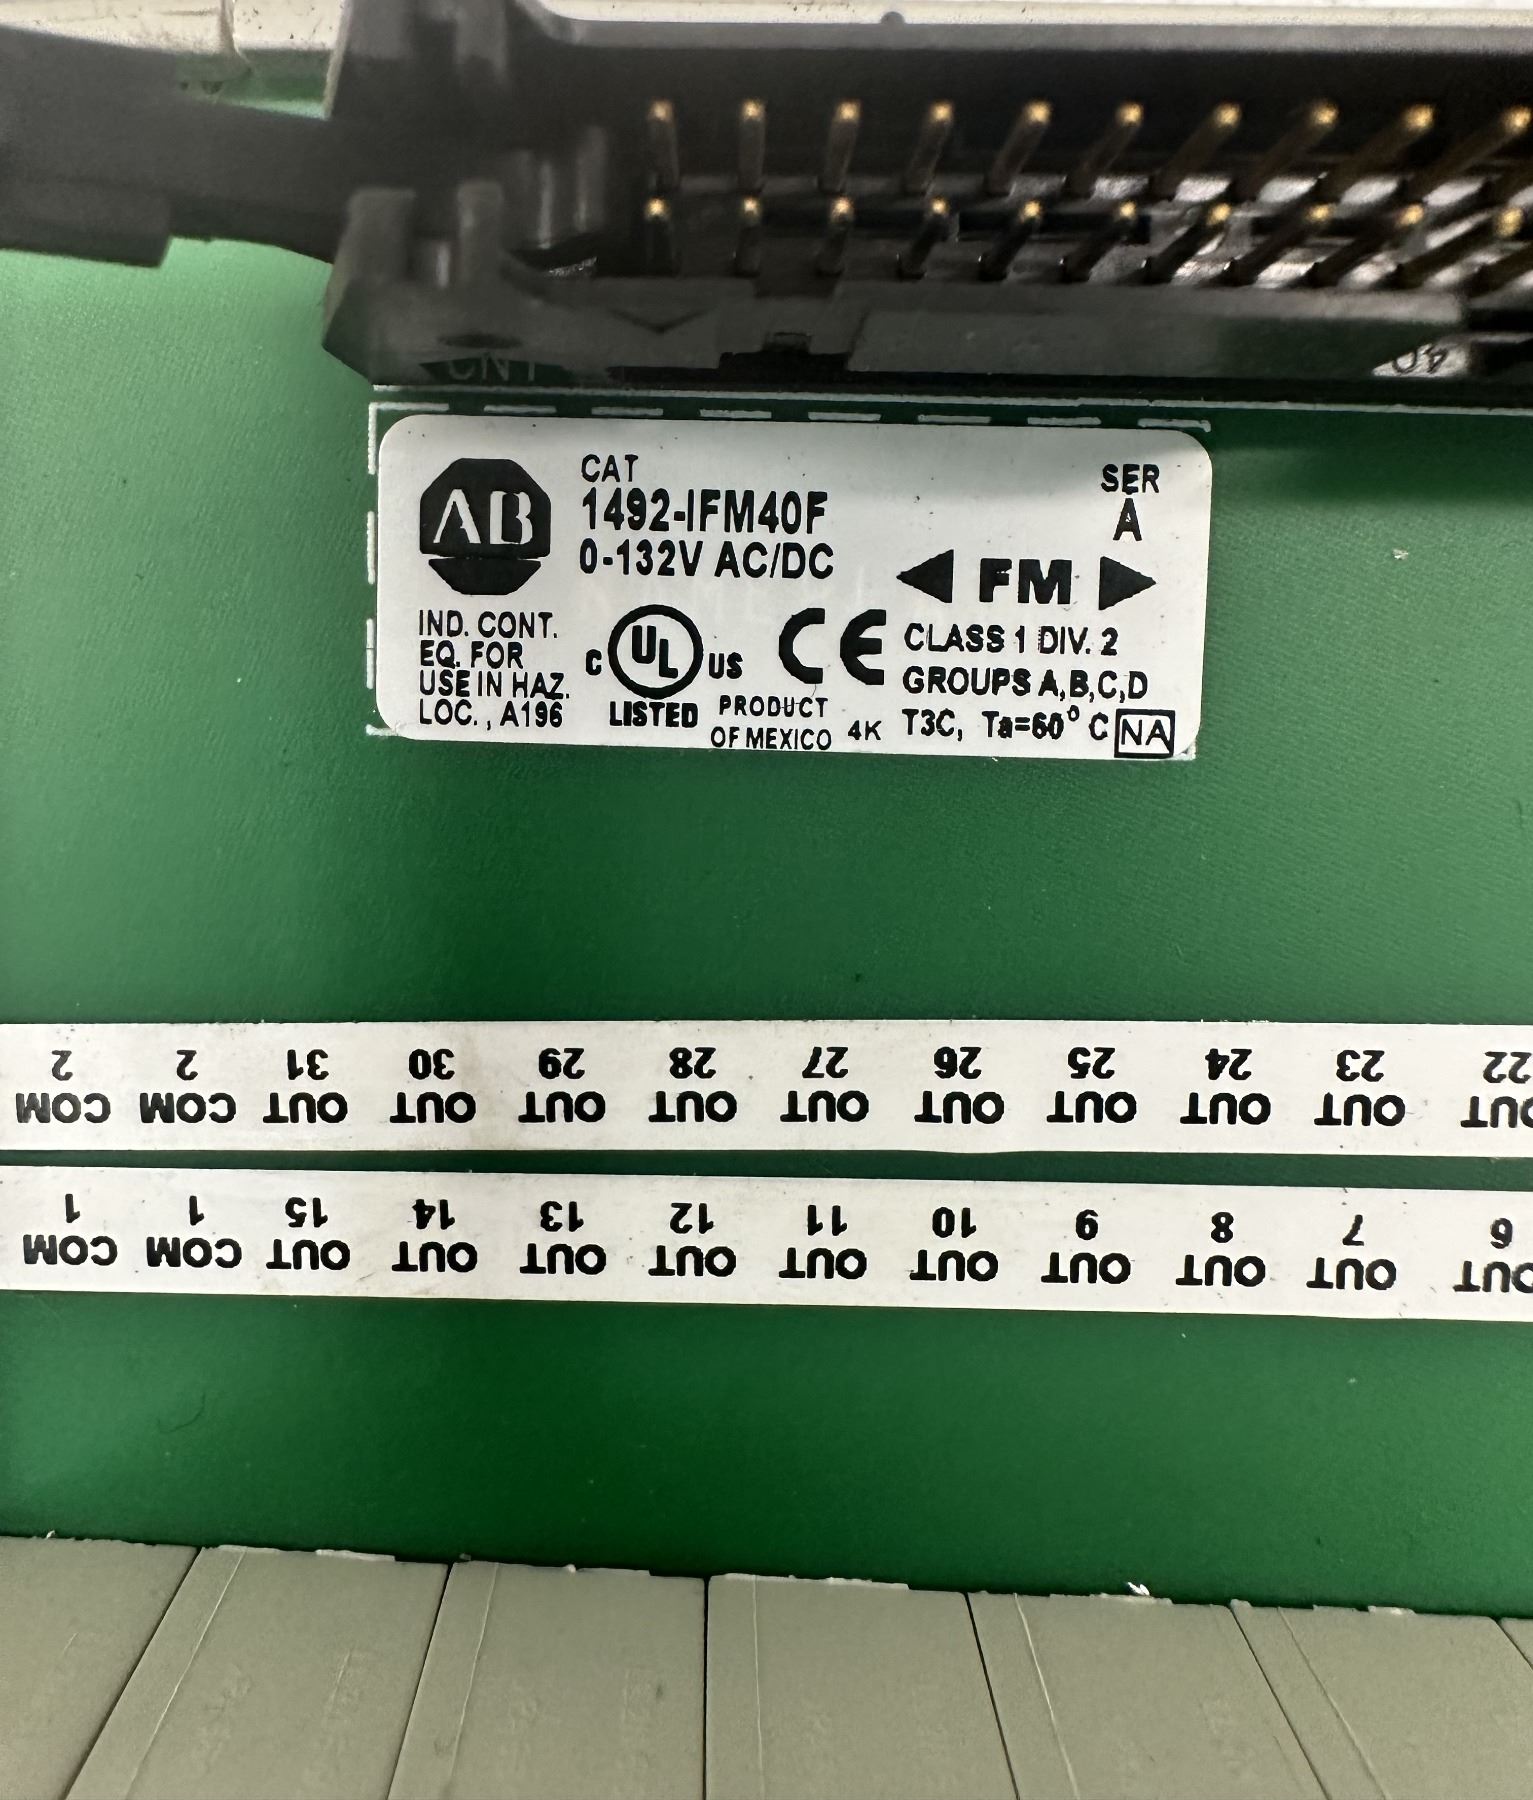 CN1
40
AB
CAT
1492-IFM40F
0-132V AC/DC
SER
A
FM
IND. CONT.
EQ. FOR
USE IN HAZ.
LOC., A196
C UL US
LISTED
CE
PRODUCT
OF MEXICO
4K
CLASS 1 DIV. 2
GROUPS A,B,C,D
T3C, Ta=60° C
NA
2 2 31 30 29 28 27 26 25 24 23 22
COM COM OUT OUT OUT OUT OUT OUT OUT OUT OUT OUT
1 1 15 14 13 12 11 10 9 8 7 6
COM COM OUT OUT OUT OUT OUT OUT OUT OUT OUT OUT